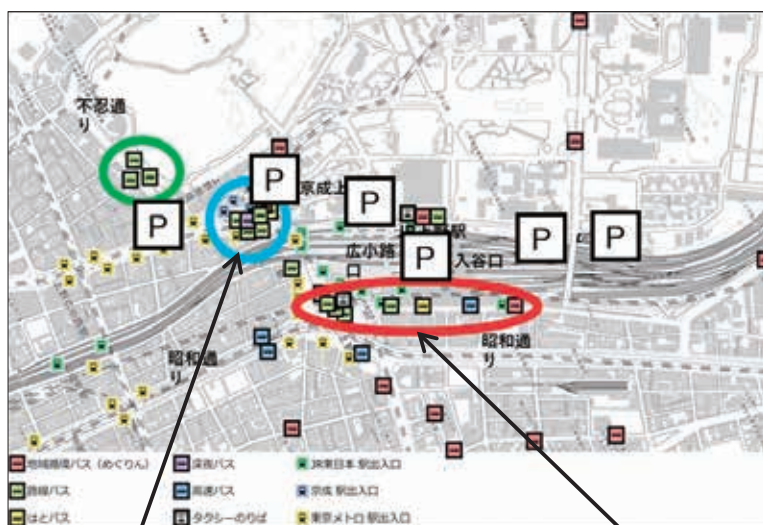 不忍通
り
P
P
京成上
P
P
P
駅
広小路
口
P
入谷口
昭和通
り
昭和通
り
地域循環バス（めぐりん）
深夜バス
JR東日本 駅出入口
路線バス
高速バス
京成 駅出入口
はとバス
タクシーのりば
東京メトロ 駅出入口